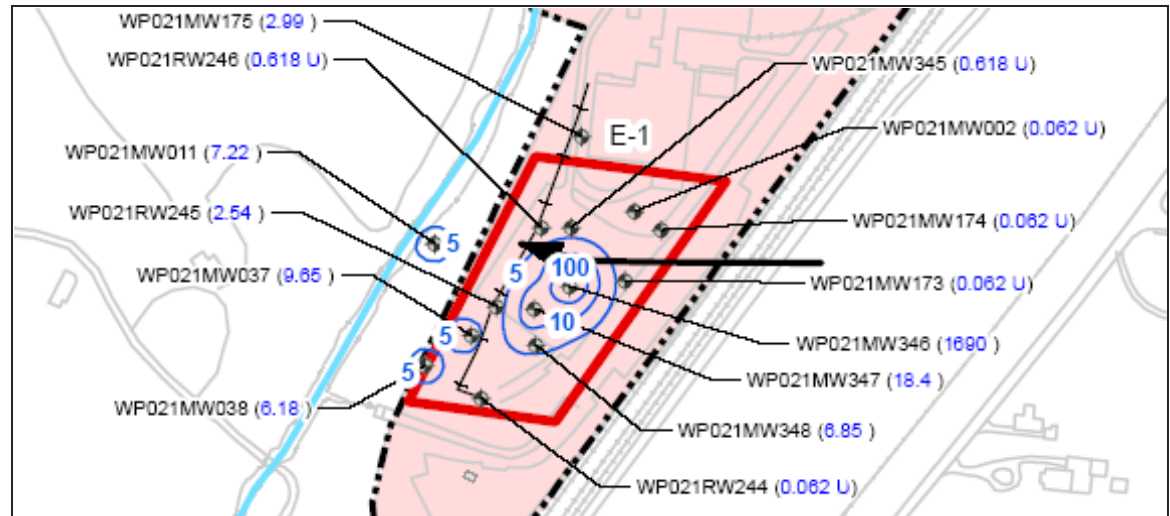 WP021MW175 (2.99 )
WP021RW246 (0.618 U)
WP021MW345 (0.618 U)
E-1
WP021MW002 (0.062 U)
WP021MW011 (7.22 )
WP021RW245 (2.54 )
WP021MW174 (0.062 U)
5
WP021MW037 (9.65 )
5
100
WP021MW173 (0.062 U)
10
5
WP021MW346 (1690 )
5
WP021MW347 (18.4 )
WP021MW038 (6.18 )
WP021MW348 (6.85 )
WP021RW244 (0.062 U)